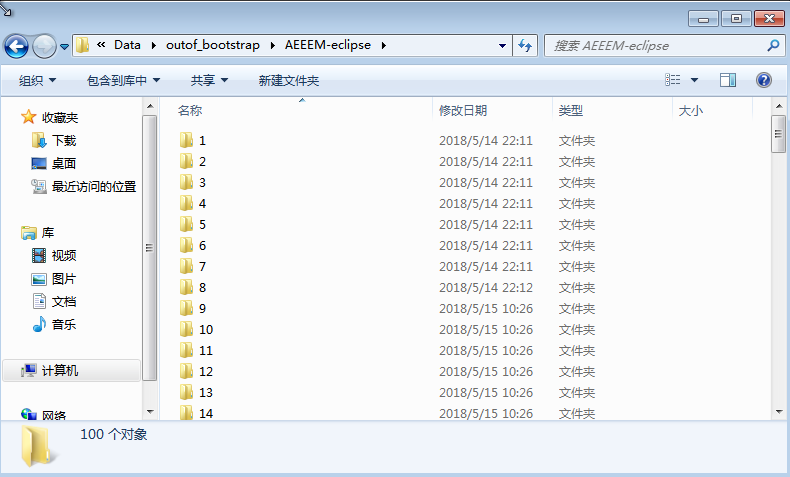 « Data outof_bootstrap AEEEM-eclipse 搜索 AEEEM-eclipse
组织 包含到库中 共享 新建文件夹
收藏夹
下载
桌面
最近访问的位置
库
视频
图片
文档
音乐
计算机
网络
名称 修改日期 类型 大小
1 2018/5/14 22:11 文件夹
2 2018/5/14 22:11 文件夹
3 2018/5/14 22:11 文件夹
4 2018/5/14 22:11 文件夹
5 2018/5/14 22:11 文件夹
6 2018/5/14 22:11 文件夹
7 2018/5/14 22:11 文件夹
8 2018/5/14 22:12 文件夹
9 2018/5/15 10:26 文件夹
10 2018/5/15 10:26 文件夹
11 2018/5/15 10:26 文件夹
12 2018/5/15 10:26 文件夹
13 2018/5/15 10:26 文件夹
14 2018/5/15 10:26 文件夹
100 个对象